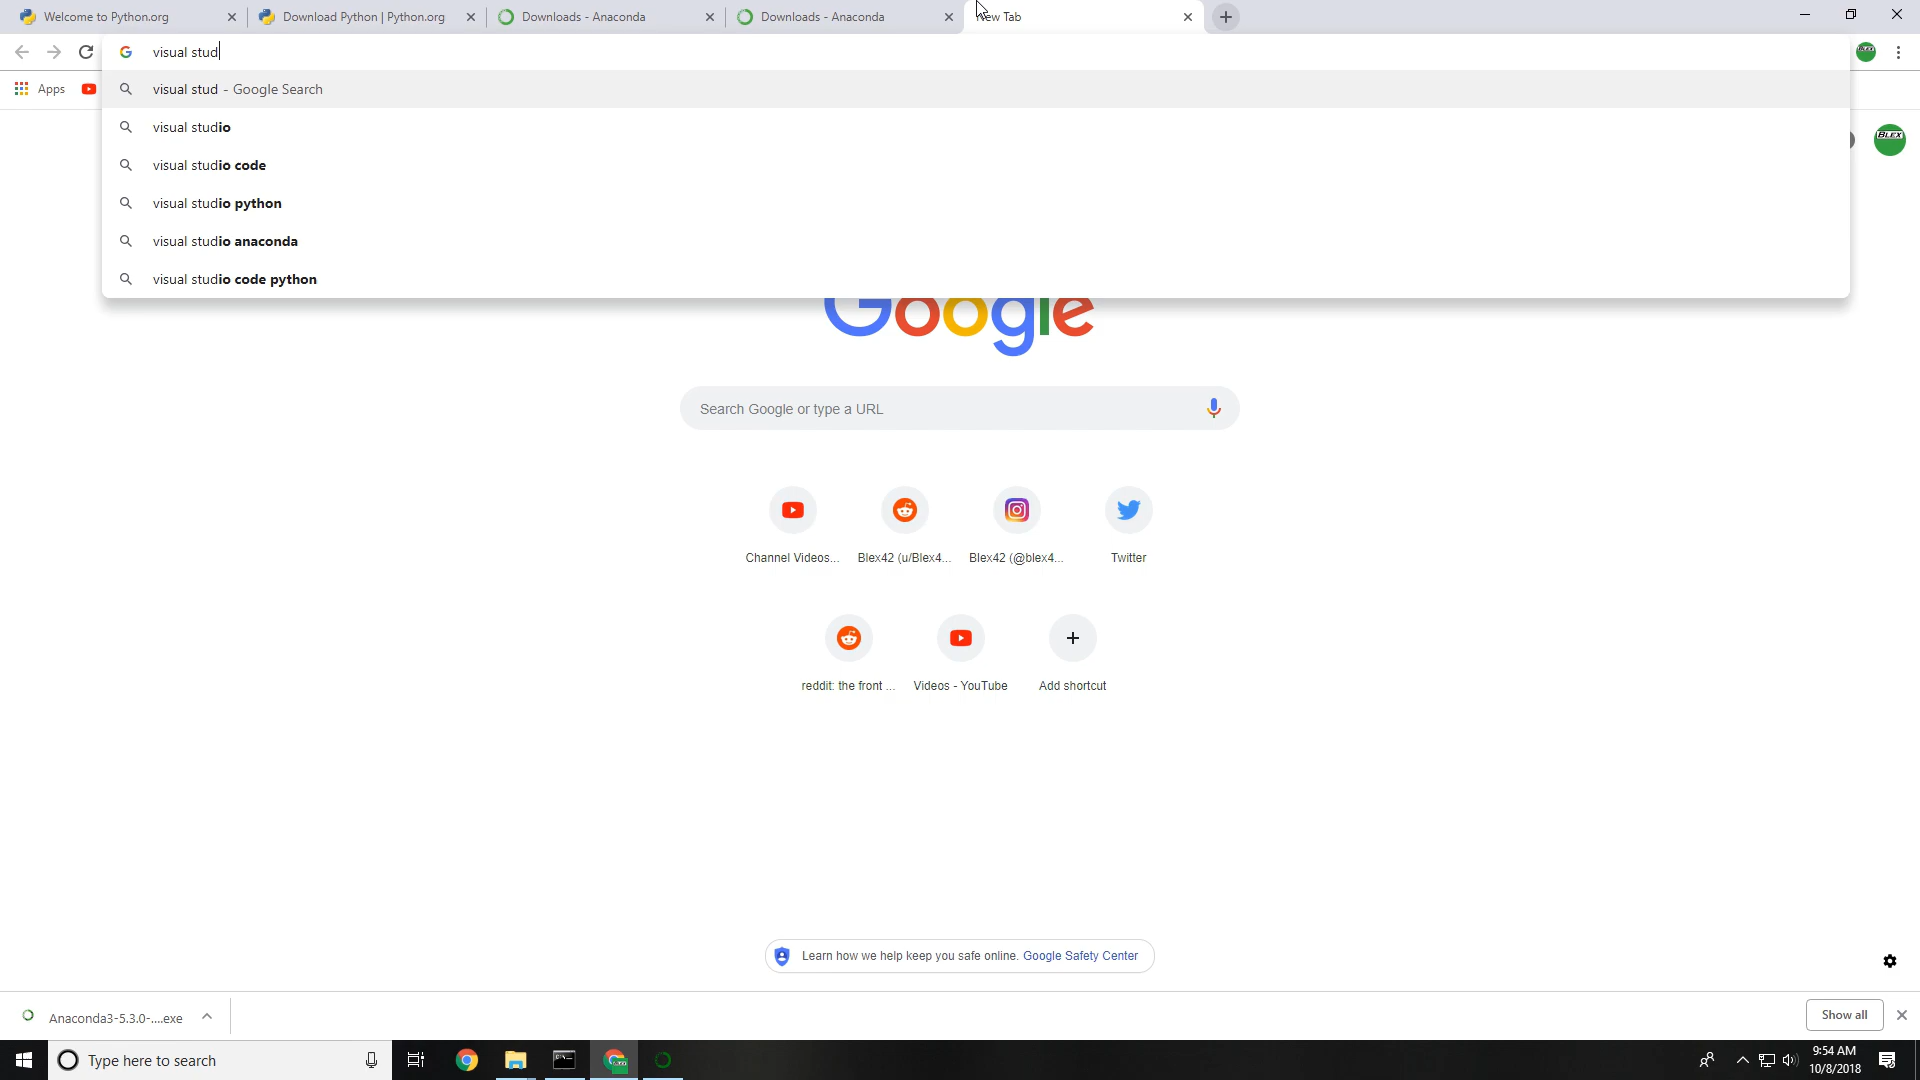 Welcome to Python.org
Download Python | Python.org
Downloads - Anaconda
Downloads - Anaconda
New Tab
visual stud
Apps
visual stud - Google Search
visual studio
visual studio code
visual studio python
visual studio anaconda
visual studio code python
BLEX
Google
Search Google or type a URL
Channel Videos...
Blex42 (u/Blex4...
Blex42 (@blex4...
Twitter
reddit: the front ...
Videos - YouTube
Add shortcut
Learn how we help keep you safe online. Google Safety Center
Anaconda3-5.3.0-....exe
Show all
Type here to search
9:54 AM
10/8/2018